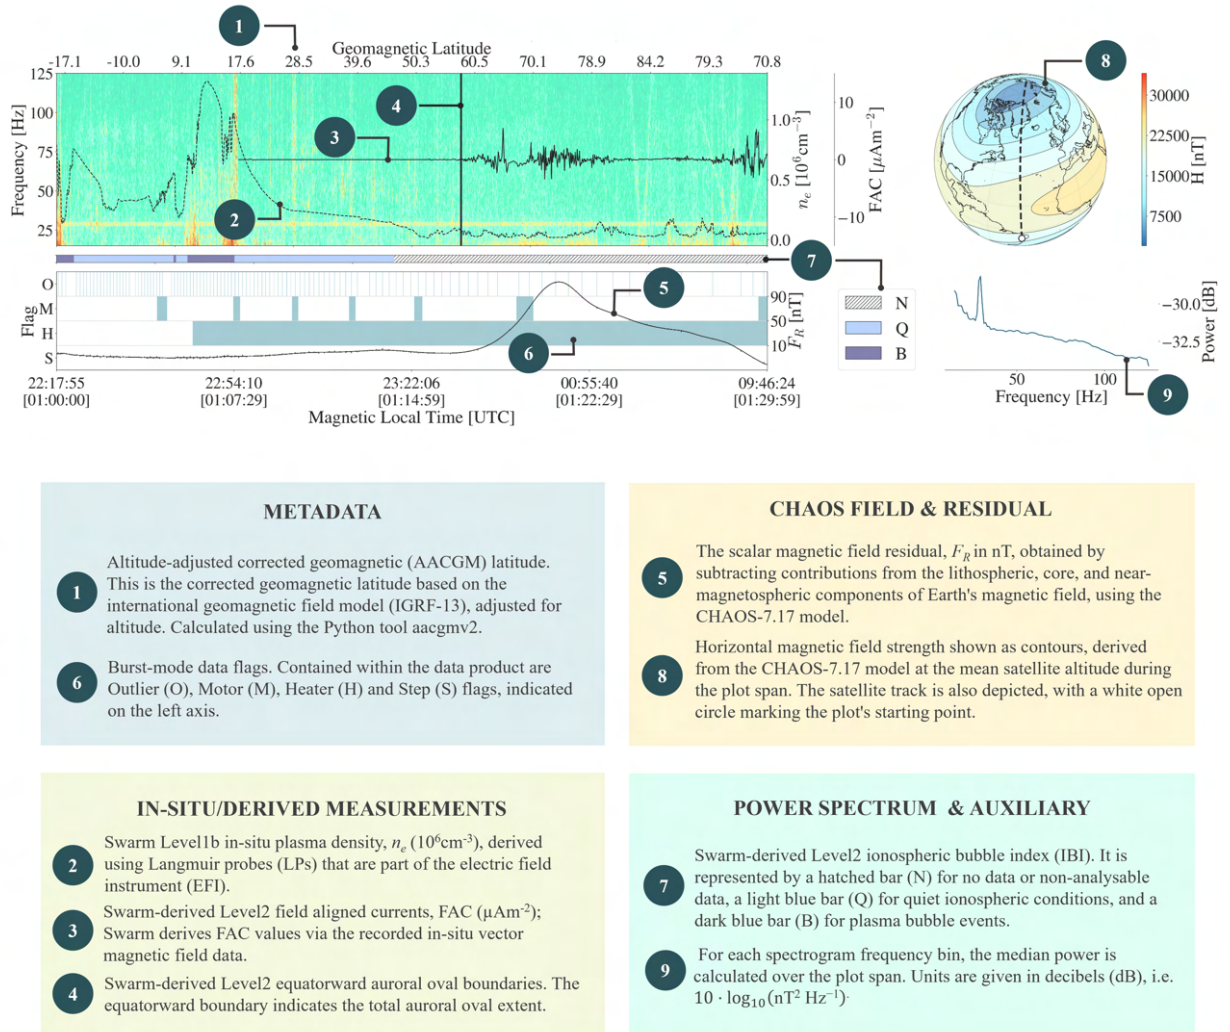 1
Geomagnetic Latitude
-17.1 -10.0 9.1 17.6 28.5 39.6 50.3 60.5 70.1 78.9 84.2 79.3 70.8
Frequency [Hz]
125
100
75
50
25
4
3
2
1.0
0.5
0.0
n_e [10⁶cm⁻³]
10
0
−10
FAC [μAm⁻²]
8
30000
22500
15000
7500
H [nT]
7
Flag
O
M
H
S
5
6
90
50
10
F_R [nT]
N
Q
B
22:17:55 22:54:10 23:22:06 00:55:40 09:46:24
[01:00:00] [01:07:29] [01:14:59] [01:22:29] [01:29:59]
Magnetic Local Time [UTC]
−30.0
−32.5
Power [dB]
50 100
Frequency [Hz]
9
METADATA
1
Altitude-adjusted corrected geomagnetic (AACGM) latitude.
This is the corrected geomagnetic latitude based on the
international geomagnetic field model (IGRF-13), adjusted for
altitude. Calculated using the Python tool aacgmv2.
6
Burst-mode data flags. Contained within the data product are
Outlier (O), Motor (M), Heater (H) and Step (S) flags, indicated
on the left axis.
CHAOS FIELD & RESIDUAL
5
The scalar magnetic field residual, F_R in nT, obtained by
subtracting contributions from the lithospheric, core, and near-
magnetospheric components of Earth's magnetic field, using the
CHAOS-7.17 model.
8
Horizontal magnetic field strength shown as contours, derived
from the CHAOS-7.17 model at the mean satellite altitude during
the plot span. The satellite track is also depicted, with a white open
circle marking the plot's starting point.
IN-SITU/DERIVED MEASUREMENTS
2
Swarm Level1b in-situ plasma density, n_e (10⁶cm⁻³), derived
using Langmuir probes (LPs) that are part of the electric field
instrument (EFI).
3
Swarm-derived Level2 field aligned currents, FAC (μAm⁻²);
Swarm derives FAC values via the recorded in-situ vector
magnetic field data.
4
Swarm-derived Level2 equatorward auroral oval boundaries. The
equatorward boundary indicates the total auroral oval extent.
POWER SPECTRUM & AUXILIARY
7
Swarm-derived Level2 ionospheric bubble index (IBI). It is
represented by a hatched bar (N) for no data or non-analysable
data, a light blue bar (Q) for quiet ionospheric conditions, and a
dark blue bar (B) for plasma bubble events.
9
For each spectrogram frequency bin, the median power is
calculated over the plot span. Units are given in decibels (dB), i.e.
10 · log₁₀(nT² Hz⁻¹).